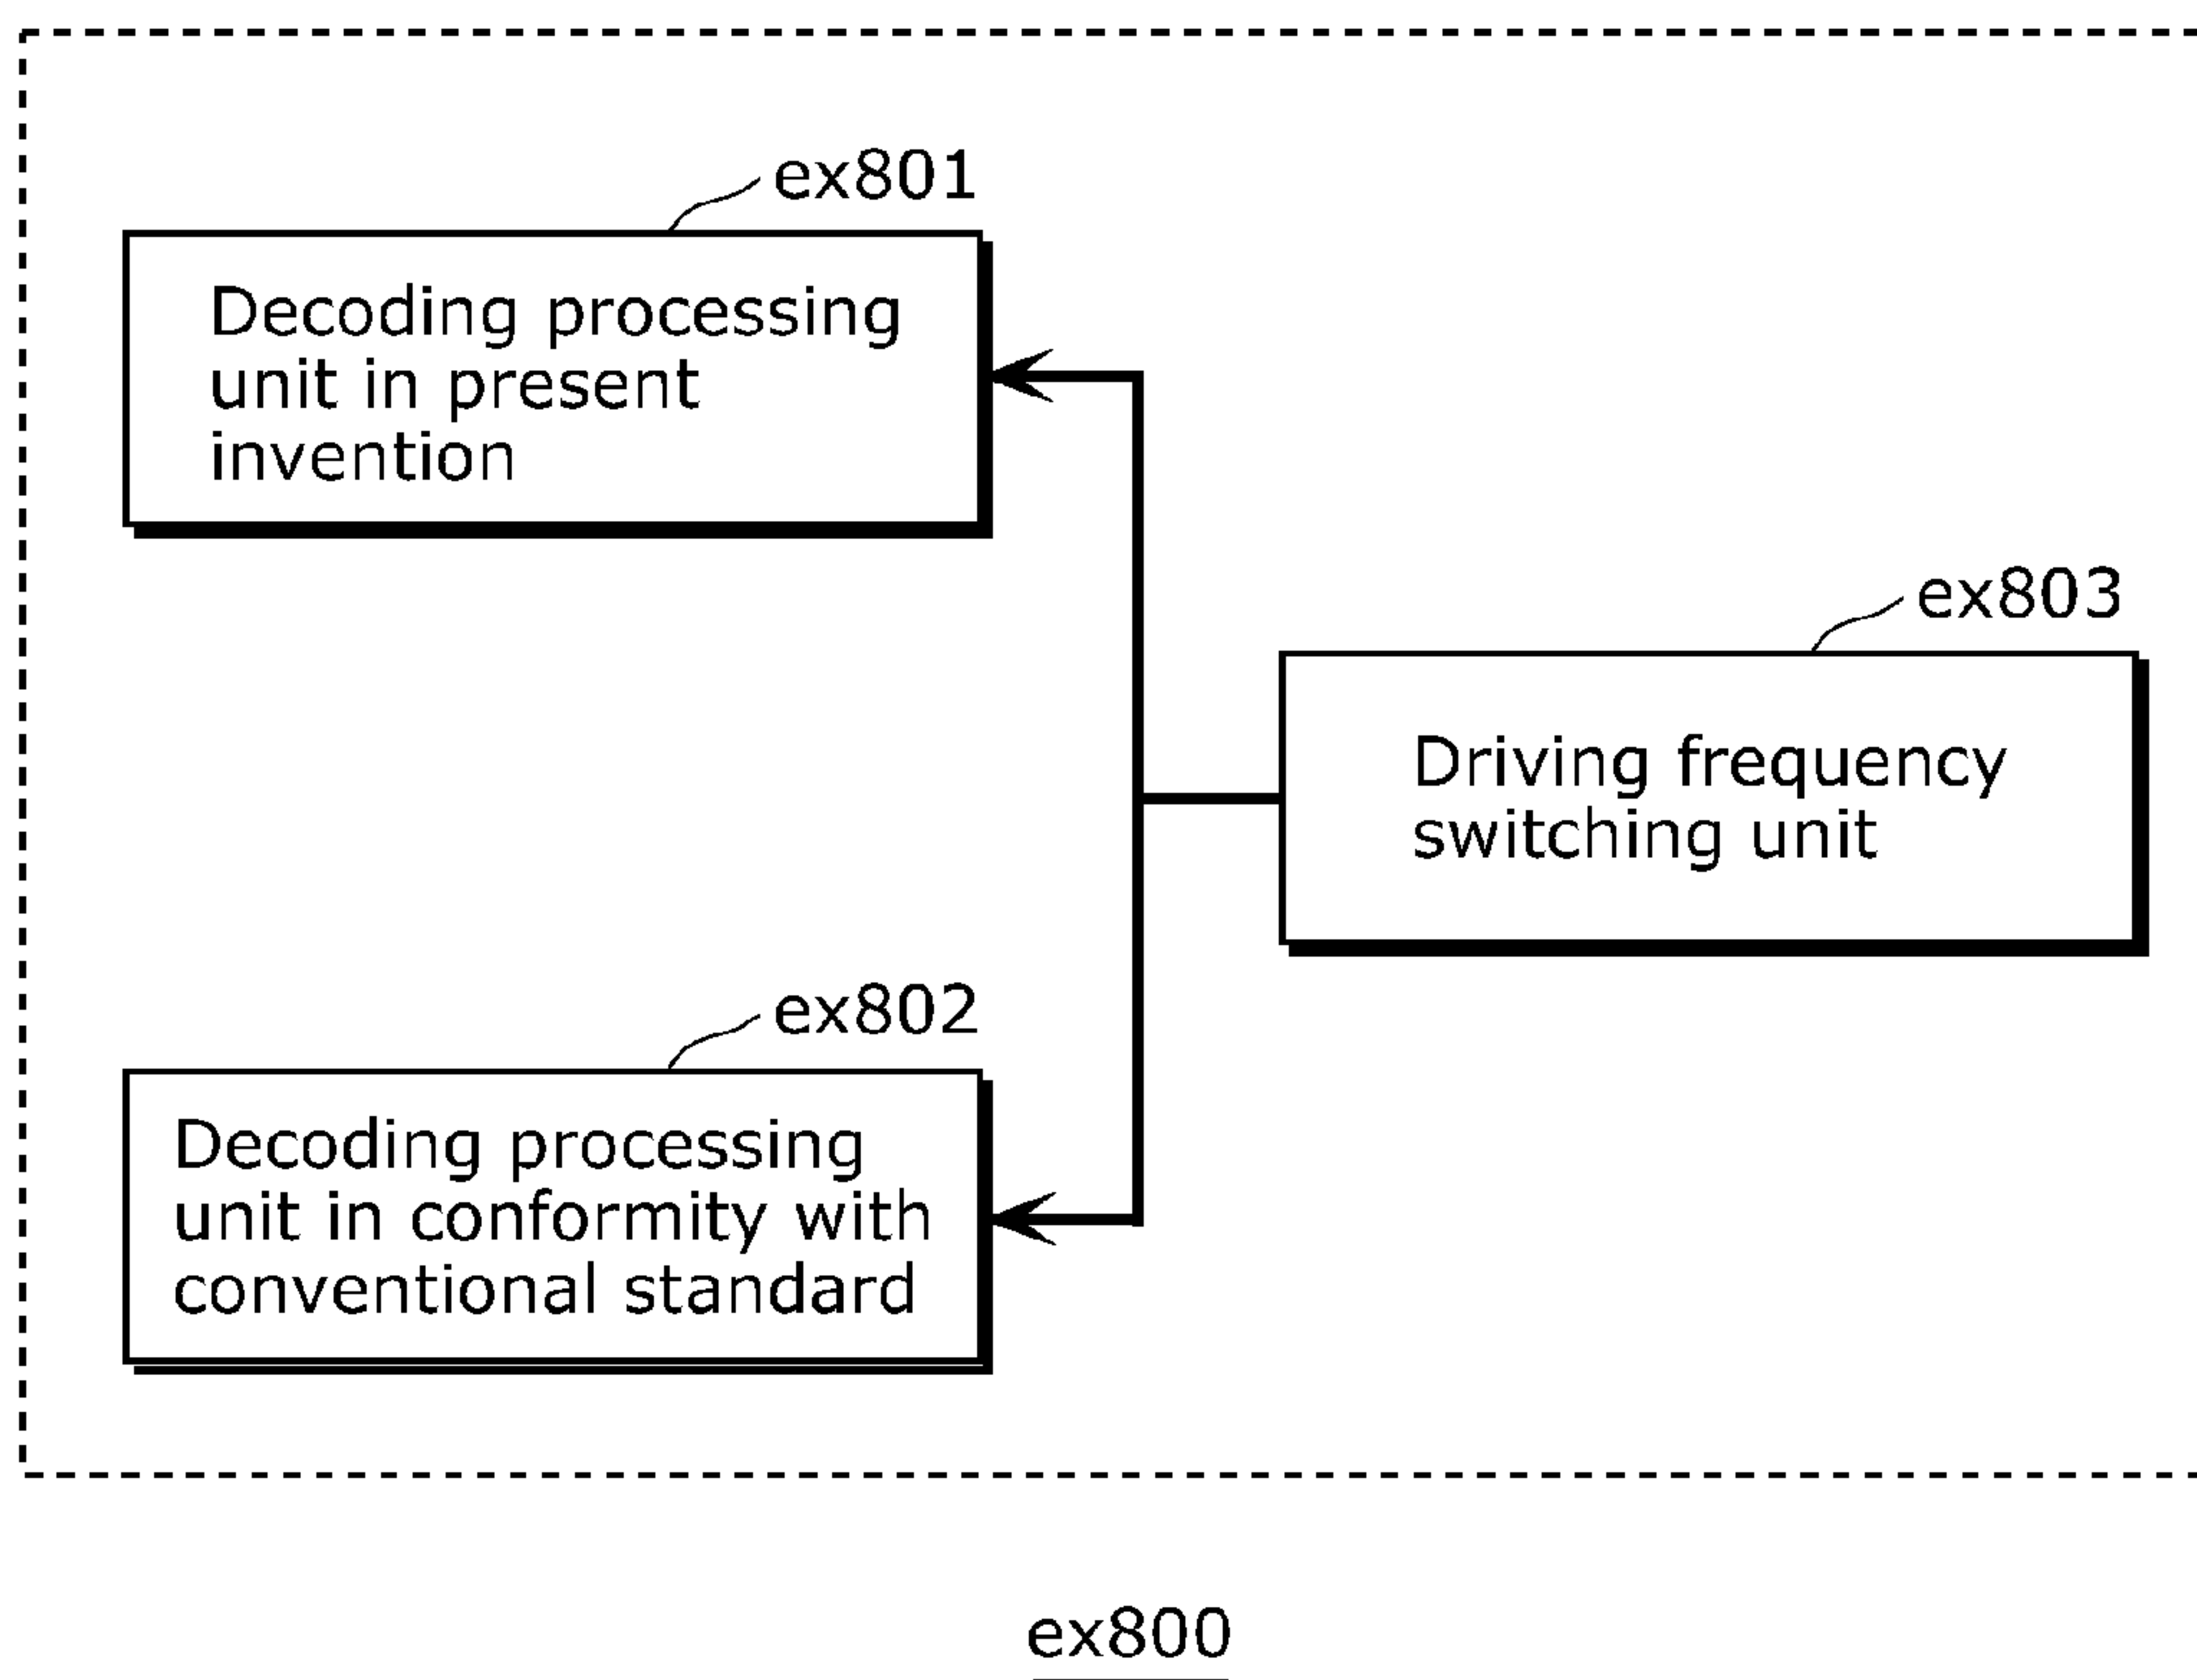 ex801
Decoding processing
unit in present
invention
ex803
Driving frequency
switching unit
ex802
Decoding processing
unit in conformity with
conventional standard
ex800